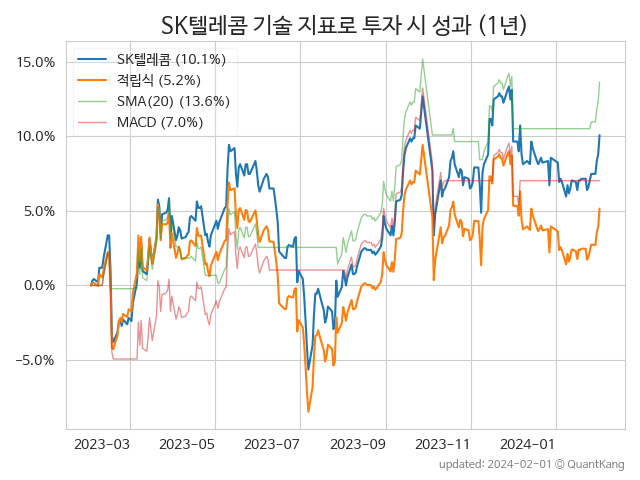 SK텔레콤 기술 지표로 투자 시 성과 (1년)
SK텔레콤 (10.1%)
적립식 (5.2%)
SMA(20) (13.6%)
MACD (7.0%)
15.0%
10.0%
5.0%
0.0%
−5.0%
2023-03 2023-05 2023-07 2023-09 2023-11 2024-01
updated: 2024-02-01 © QuantKang